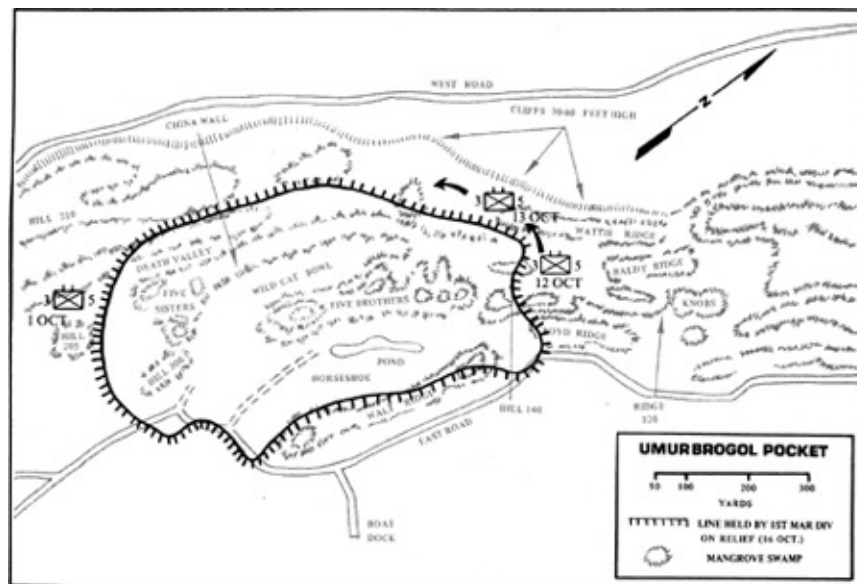 WEST ROAD
CHINA WALL
CLIFFS 30-60 FEET HIGH
N
3 5
13 OCT
HILL 210
WATTIE RIDGE
DEATH VALLEY
3 5
12 OCT
BALDY RIDGE
WILD CAT BOWL
3 5
1 OCT
FIVE
SISTERS
FIVE BROTHERS
KNOBS
HILL
205
BOYD RIDGE
HILL 300
POND
HORSESHOE
WALT RIDGE
HILL 140
RIDGE
120
EAST ROAD
BOAT
DOCK
UMURBROGOL POCKET
50 100 200 300
YARDS
LINE HELD BY 1ST MAR DIV
ON RELIEF (16 OCT.)
MANGROVE SWAMP